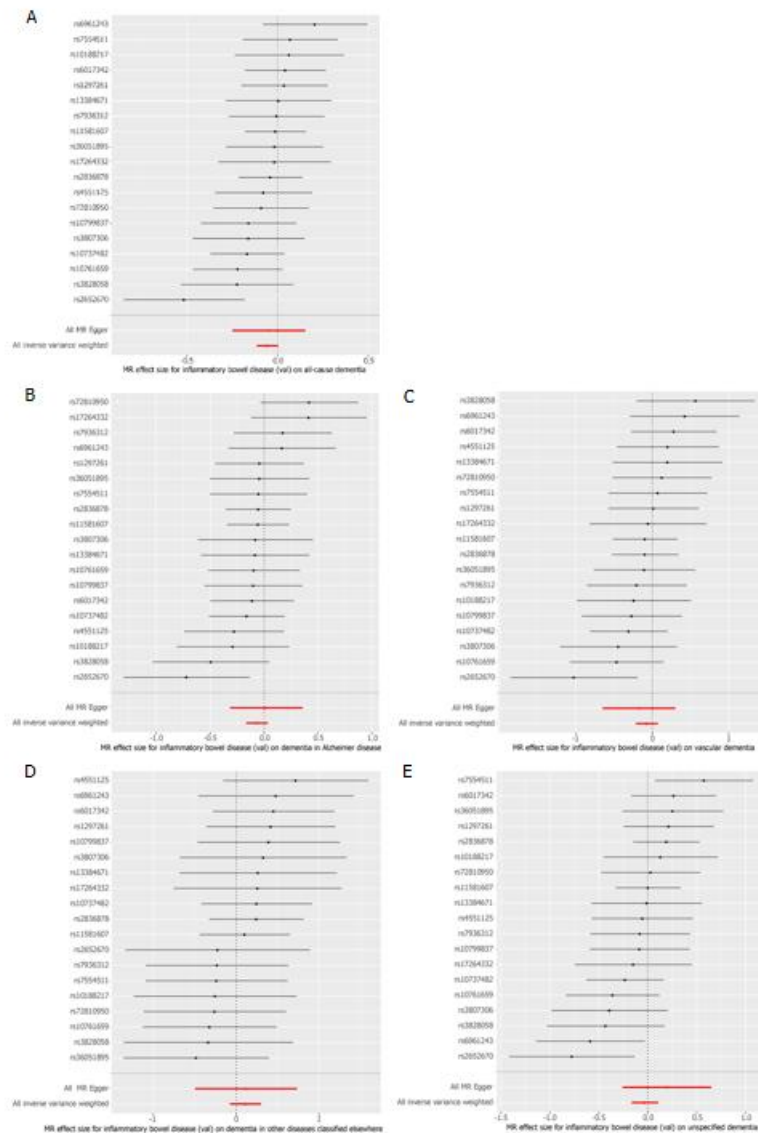 A
rs6961243
rs7554511
rs10188217
rs6017342
rs1297261
rs13384671
rs7936312
rs11581607
rs36051895
rs17264332
rs2836878
rs4551125
rs72810950
rs10799837
rs3807306
rs10737482
rs10761659
rs3828058
rs2652670
All MR Egger
All inverse variance weighted
-0.5 0.0 0.5
MR effect size for inflammatory bowel disease (val) on all-cause dementia
B
rs72810950
rs17264332
rs7936312
rs6961243
rs1297261
rs36051895
rs7554511
rs2836878
rs11581607
rs3807306
rs13384671
rs10761659
rs10799837
rs6017342
rs10737482
rs4551125
rs10188217
rs3828058
rs2652670
All MR Egger
All inverse variance weighted
-1.0 -0.5 0.0 0.5 1.0
MR effect size for inflammatory bowel disease (val) on dementia in Alzheimer disease
C
rs3828058
rs6961243
rs6017342
rs4551125
rs13384671
rs72810950
rs7554511
rs1297261
rs17264332
rs11581607
rs2836878
rs36051895
rs7936312
rs10188217
rs10799837
rs10737482
rs3807306
rs10761659
rs2652670
All MR Egger
All inverse variance weighted
-1 0 1
MR effect size for inflammatory bowel disease (val) on vascular dementia
D
rs4551125
rs6961243
rs6017342
rs1297261
rs10799837
rs3807306
rs13384671
rs17264332
rs10737482
rs2836878
rs11581607
rs2652670
rs7936312
rs7554511
rs10188217
rs72810950
rs10761659
rs3828058
rs36051895
All MR Egger
All inverse variance weighted
-1 0 1
MR effect size for inflammatory bowel disease (val) on dementia in other diseases classified elsewhere
E
rs7554511
rs6017342
rs36051895
rs1297261
rs2836878
rs10188217
rs72810950
rs11581607
rs13384671
rs4551125
rs7936312
rs10799837
rs17264332
rs10737482
rs10761659
rs3807306
rs3828058
rs6961243
rs2652670
All MR Egger
All inverse variance weighted
-1.5 -1.0 -0.5 0.0 0.5 1.0
MR effect size for inflammatory bowel disease (val) on unspecified dementia